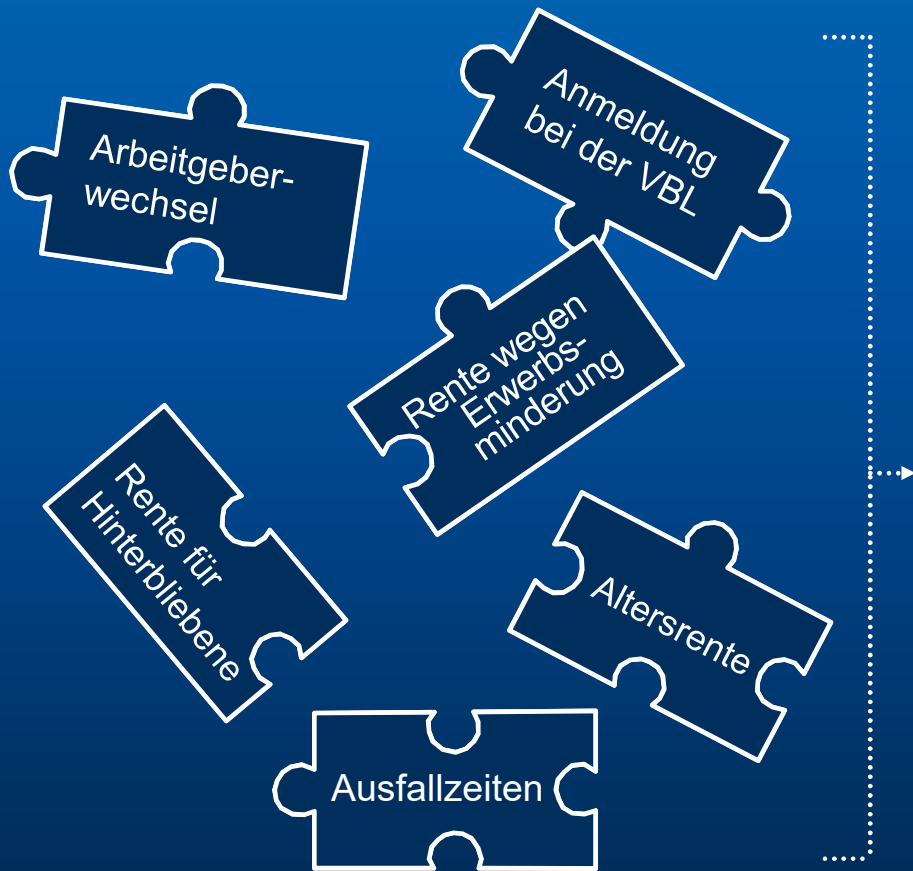 Anmeldung
bei der VBL
Arbeitgeber-
wechsel
Rente wegen
Erwerbs-
minderung
Rente für
Hinterbliebene
Altersrente
Ausfallzeiten